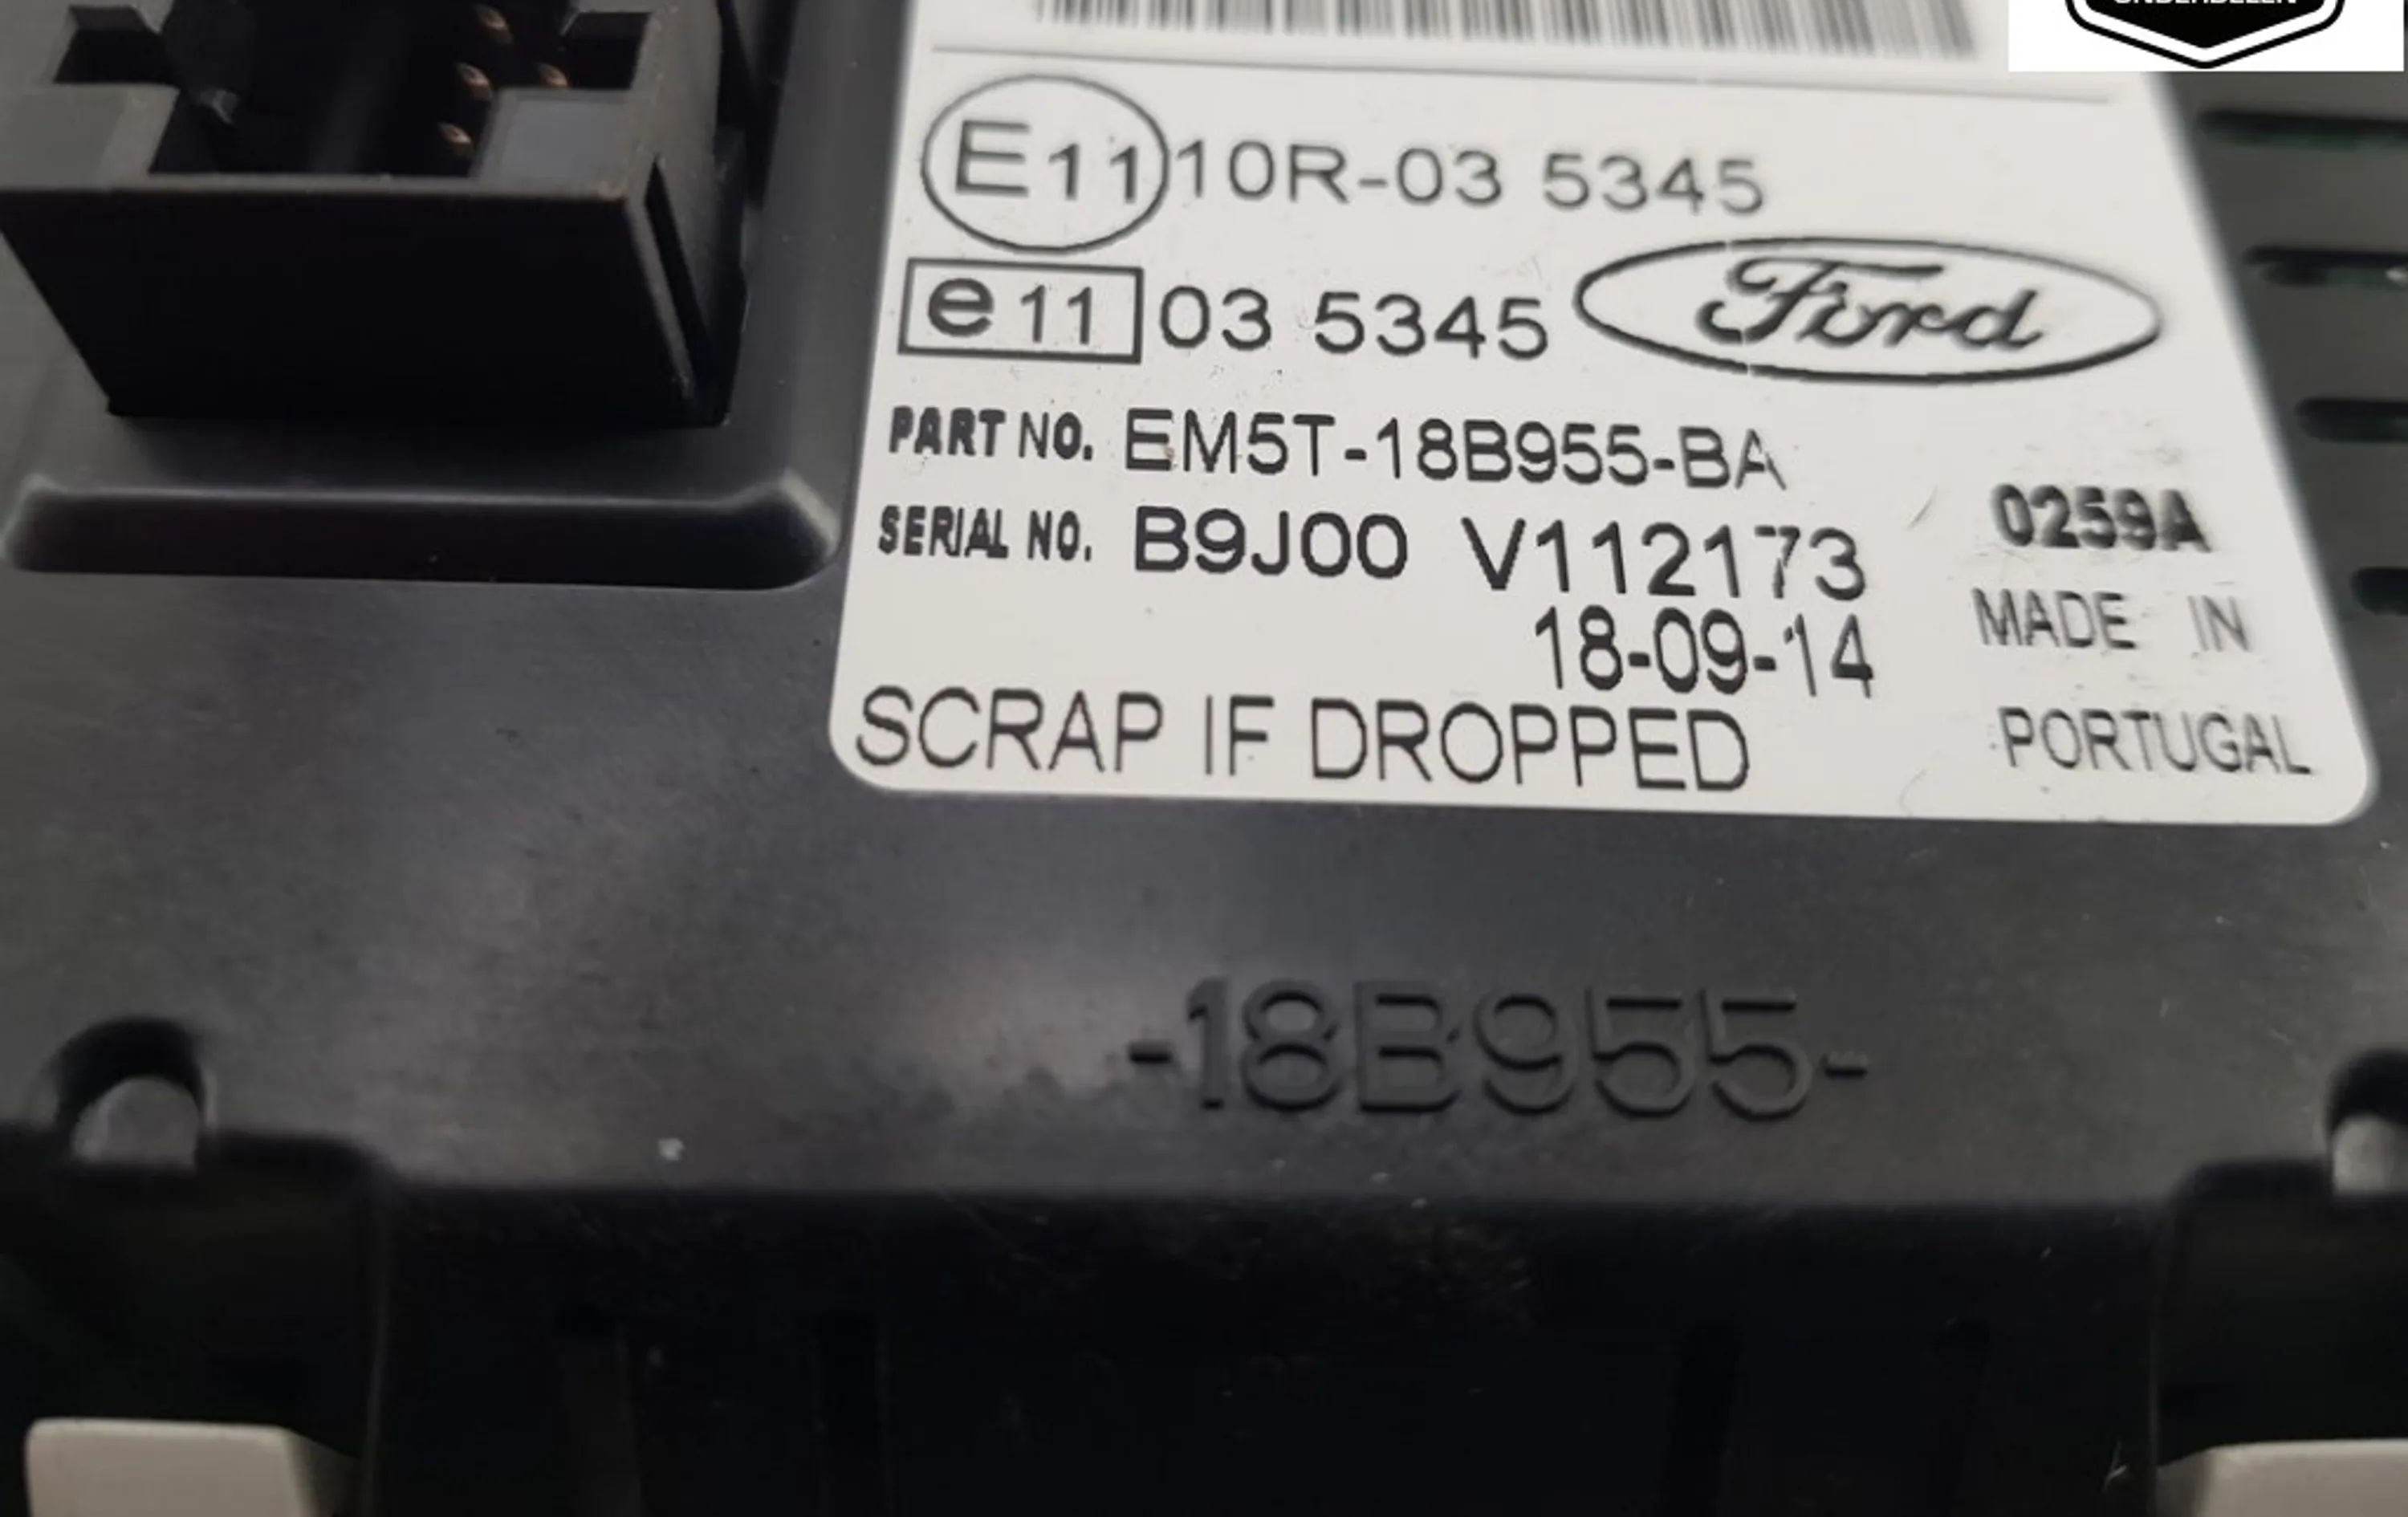 E11 10R-03 5345
e11 03 5345 Ford
PART NO. EM5T-18B955-BA
SERIAL NO. B9J00 V112173 0259A
18-09-14 MADE IN
SCRAP IF DROPPED PORTUGAL
-18B955-